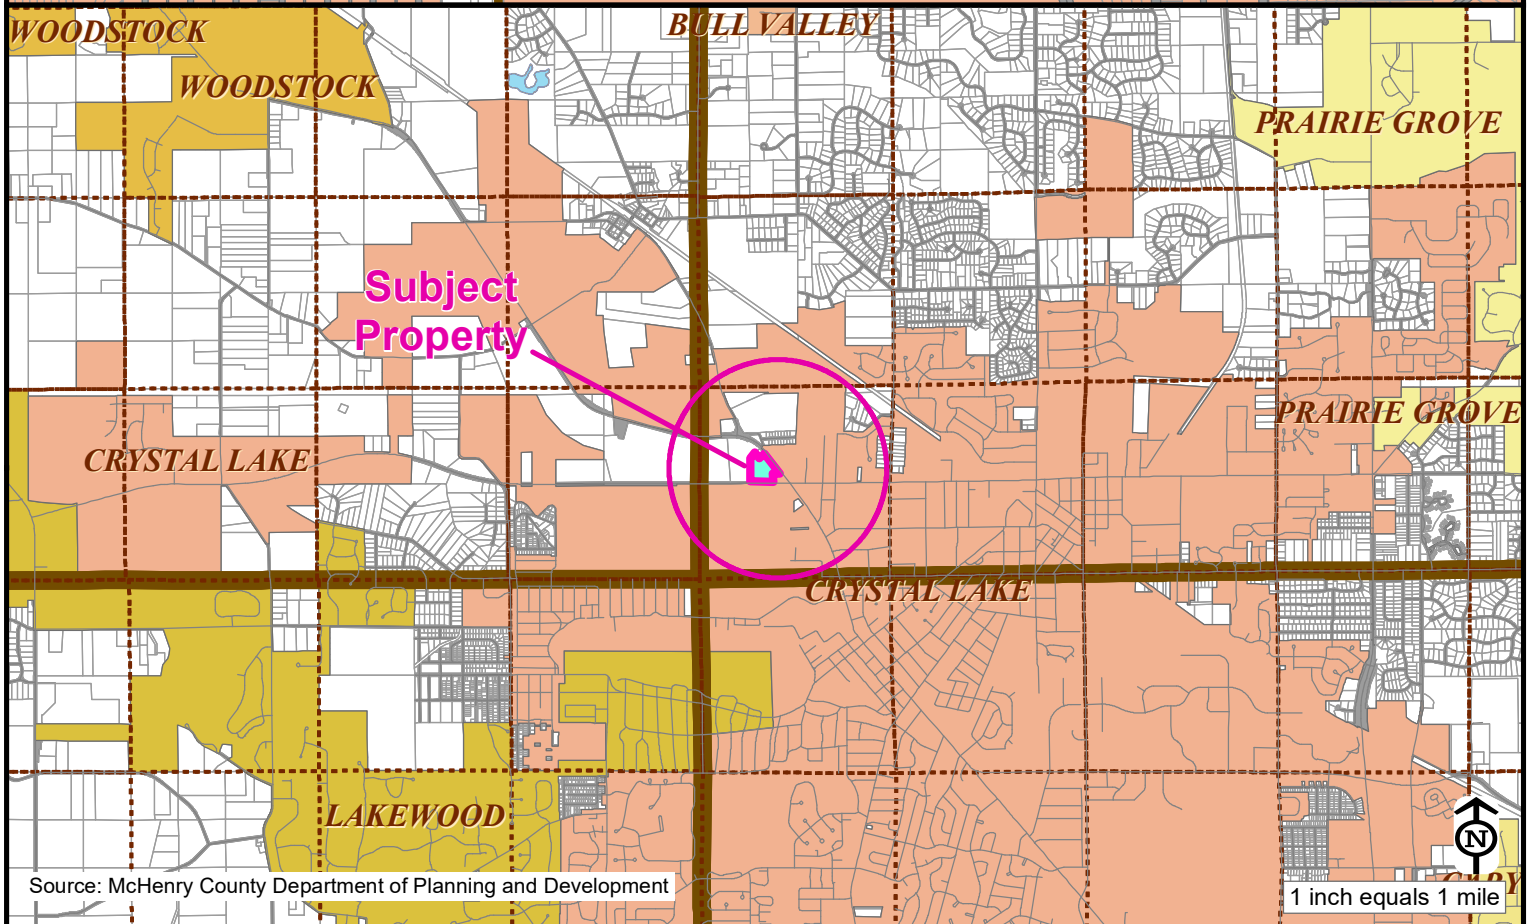 WOODSTOCK
BULL VALLEY
WOODSTOCK
PRAIRIE GROVE
Subject
Property
PRAIRIE GROVE
CRYSTAL LAKE
CRYSTAL LAKE
LAKEWOOD
N
CARY
Source: McHenry County Department of Planning and Development
1 inch equals 1 mile